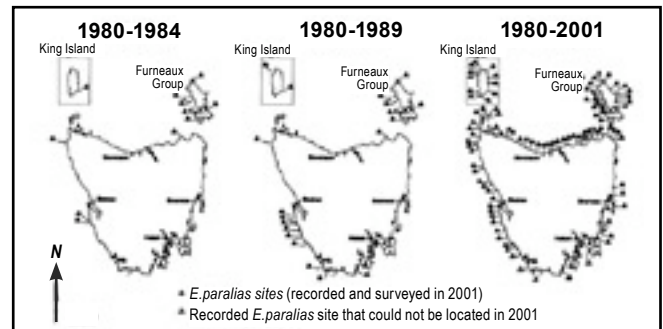 1980-1984
1980-1989
1980-2001
King Island
King Island
King Island
Furneaux
Group
Furneaux
Group
Furneaux
Group
N
E.paralias sites (recorded and surveyed in 2001)
Recorded E.paralias site that could not be located in 2001